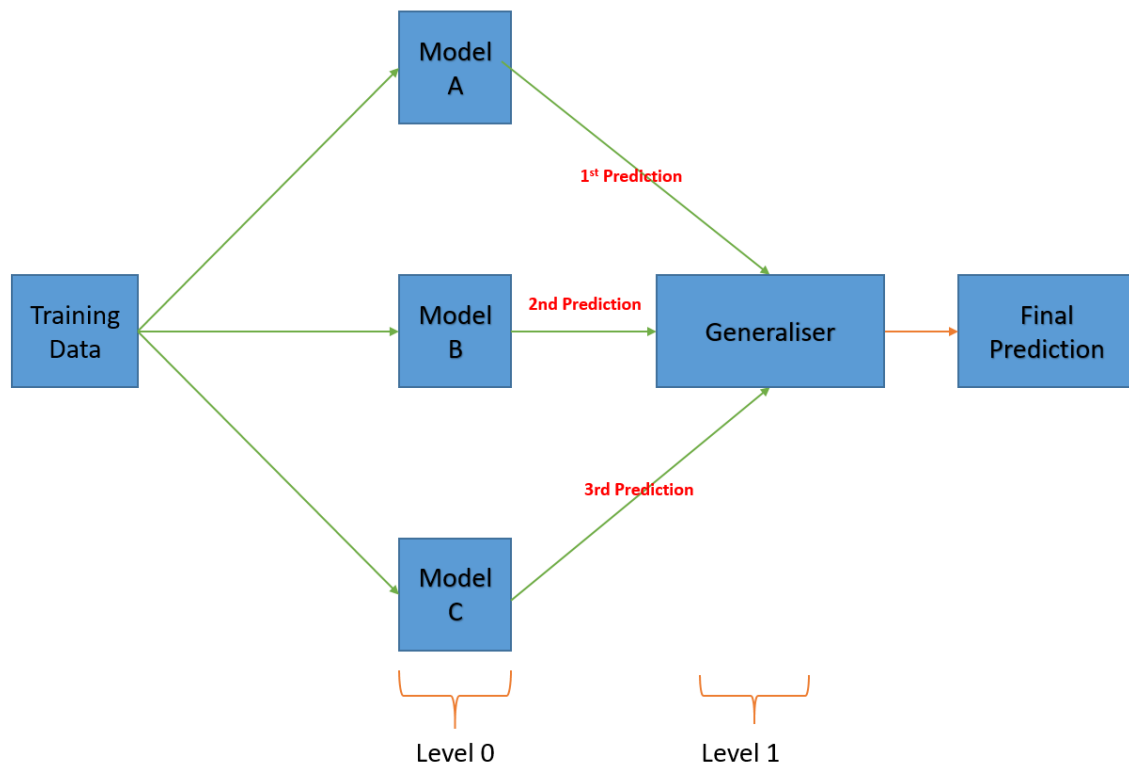 Model
A
1st Prediction
Training
Data
Model
B
2nd Prediction
Generaliser
Final
Prediction
3rd Prediction
Model
C
Level 0
Level 1